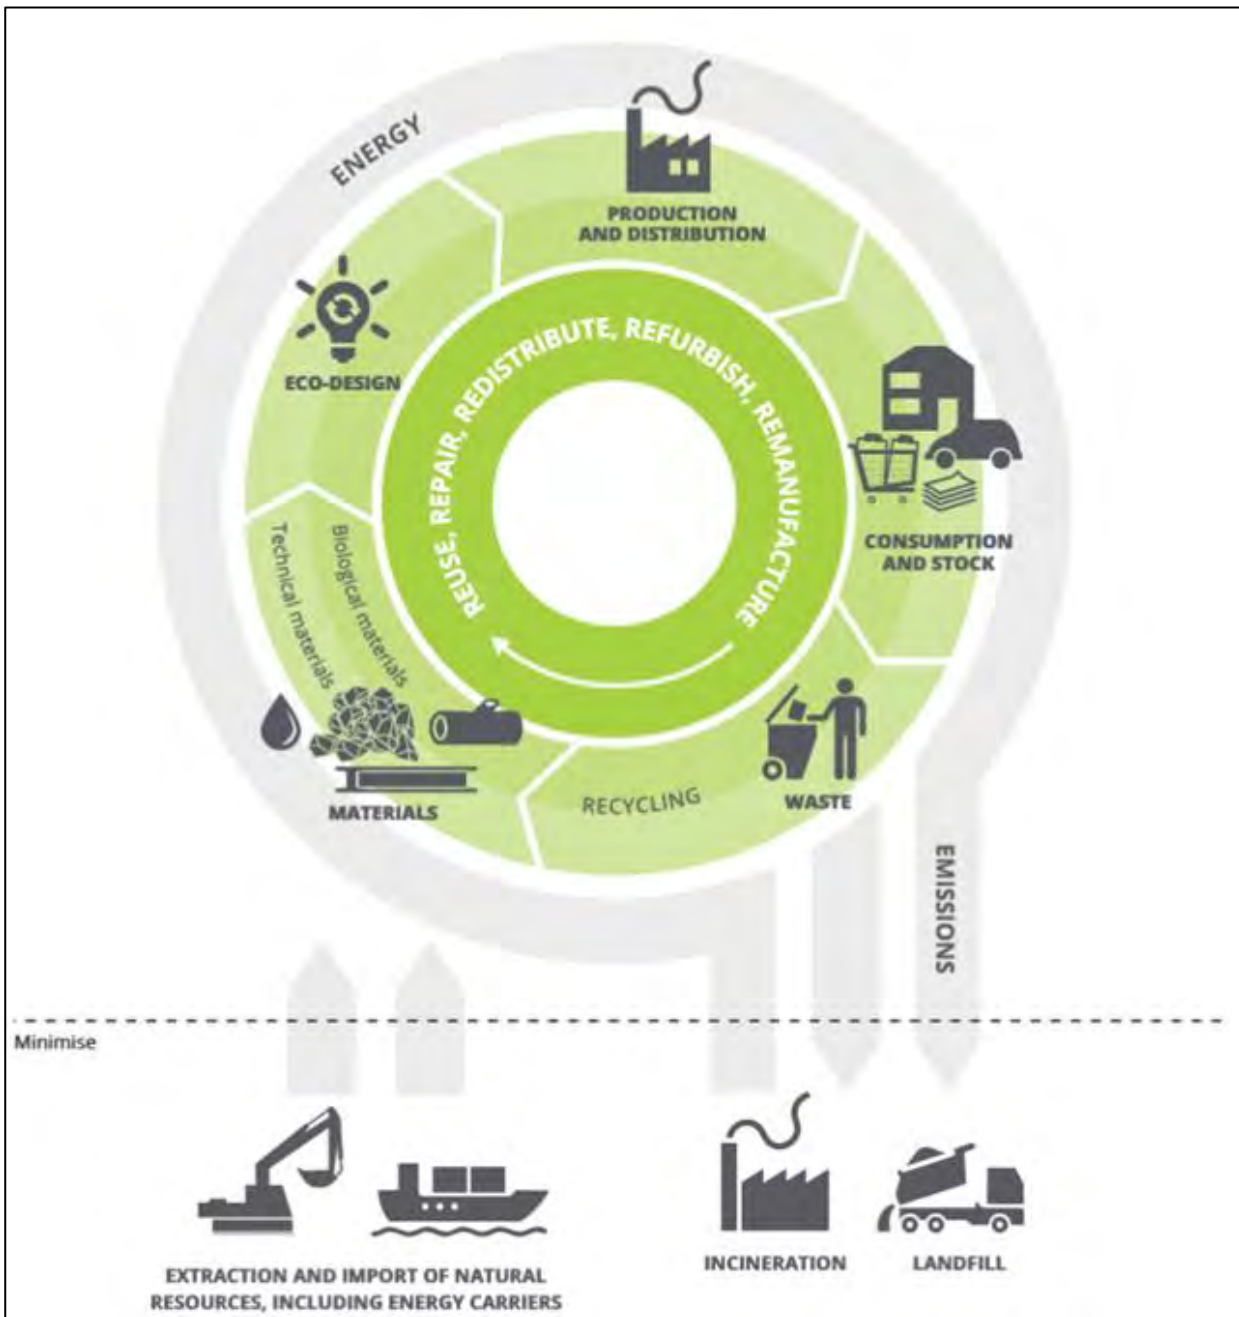 ENERGY
PRODUCTION
AND DISTRIBUTION
ECO-DESIGN
REUSE, REPAIR, REDISTRIBUTE, REFURBISH, REMANUFACTURE
CONSUMPTION
AND STOCK
Technical materials
Biological materials
MATERIALS
RECYCLING
WASTE
EMISSIONS
Minimise
EXTRACTION AND IMPORT OF NATURAL
RESOURCES, INCLUDING ENERGY CARRIERS
INCINERATION
LANDFILL